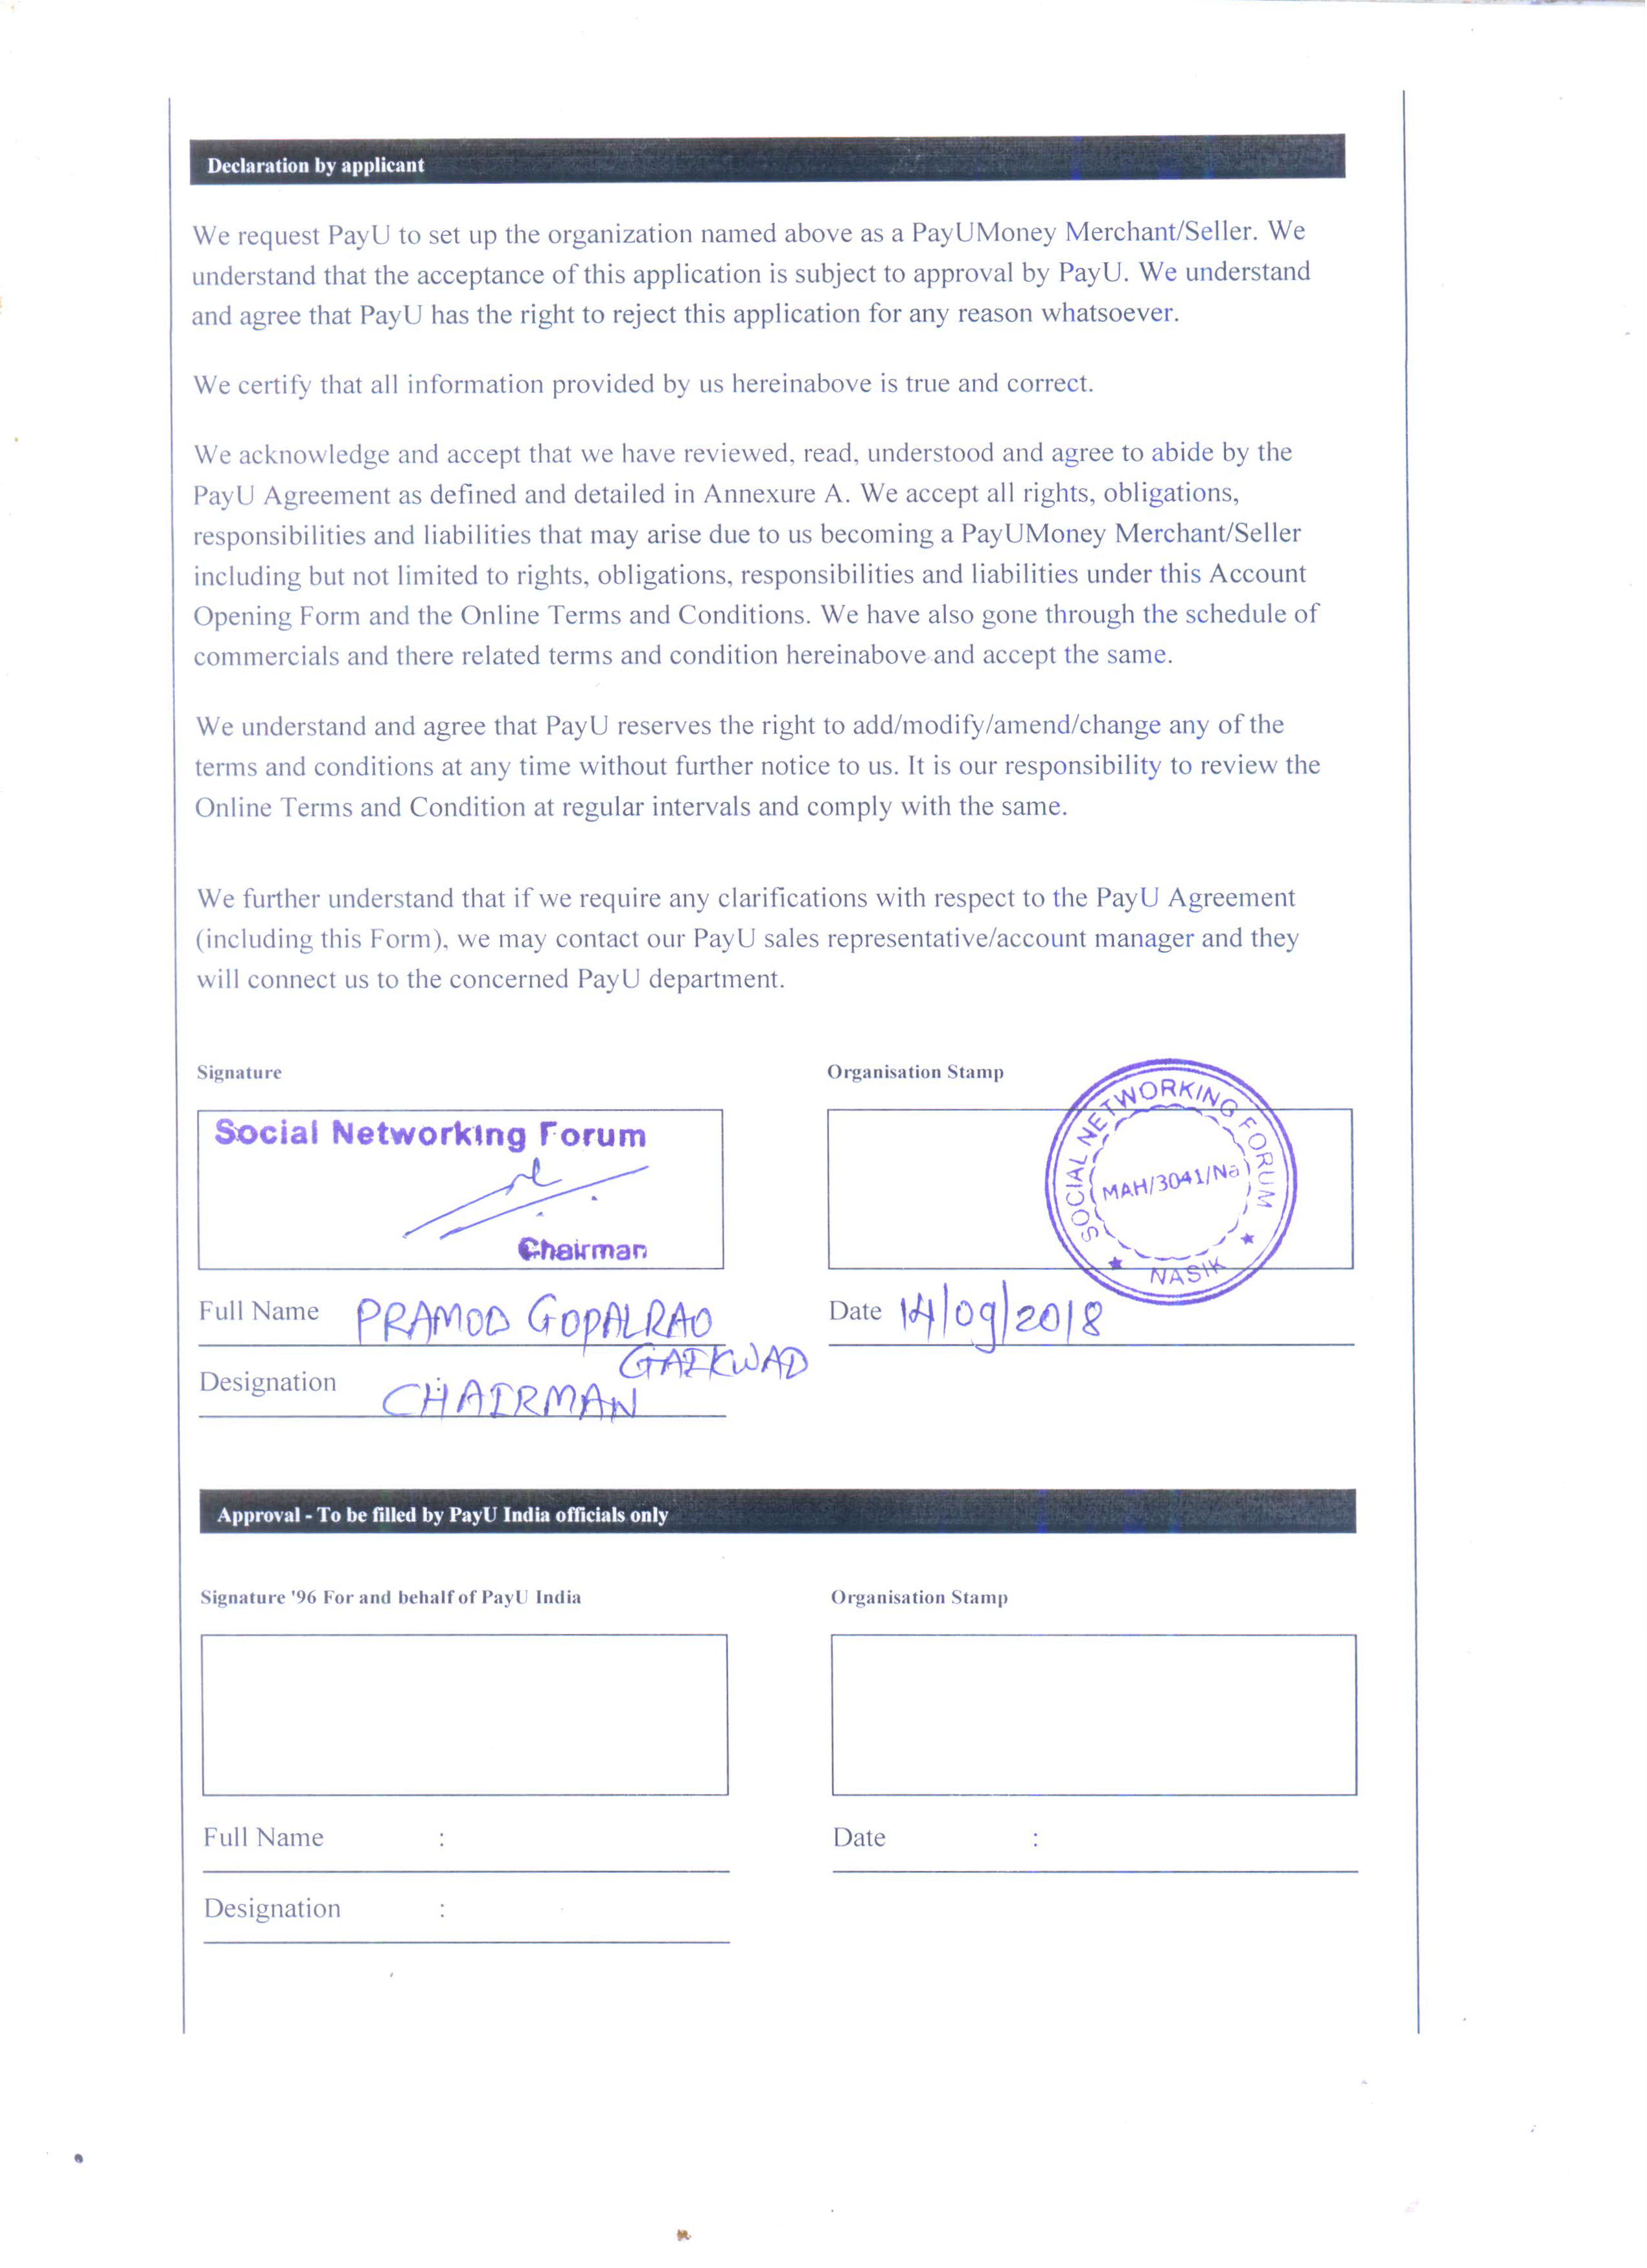 Declaration by applicant
We request PayU to set up the organization named above as a PayUMoney Merchant/Seller. We
understand that the acceptance of this application is subject to approval by PayU. We understand
and agree that PayU has the right to reject this application for any reason whatsoever.
We certify that all information provided by us hereinabove is true and correct.
We acknowledge and accept that we have reviewed, read, understood and agree to abide by the
PayU Agreement as defined and detailed in Annexure A. We accept all rights, obligations,
responsibilities and liabilities that may arise due to us becoming a PayUMoney Merchant/Seller
including but not limited to rights, obligations, responsibilities and liabilities under this Account
Opening Form and the Online Terms and Conditions. We have also gone through the schedule of
commercials and there related terms and condition hereinabove and accept the same.
We understand and agree that PayU reserves the right to add/modify/amend/change any of the
terms and conditions at any time without further notice to us. It is our responsibility to review the
Online Terms and Condition at regular intervals and comply with the same.
We further understand that if we require any clarifications with respect to the PayU Agreement
(including this Form), we may contact our PayU sales representative/account manager and they
will connect us to the concerned PayU department.
Signature
Organisation Stamp
Social Networking Forum
Chairman
SOCIAL NETWORKING FORUM
MAH/3041/Na
★ NASIK ★
Full Name PRAMOD GOPALRAO
GAIKWAD
Date 14/09/2018
Designation : CHAIRMAN
Approval - To be filled by PayU India officials only
Signature '96 For and behalf of PayU India
Organisation Stamp
Full Name :
Date :
Designation :